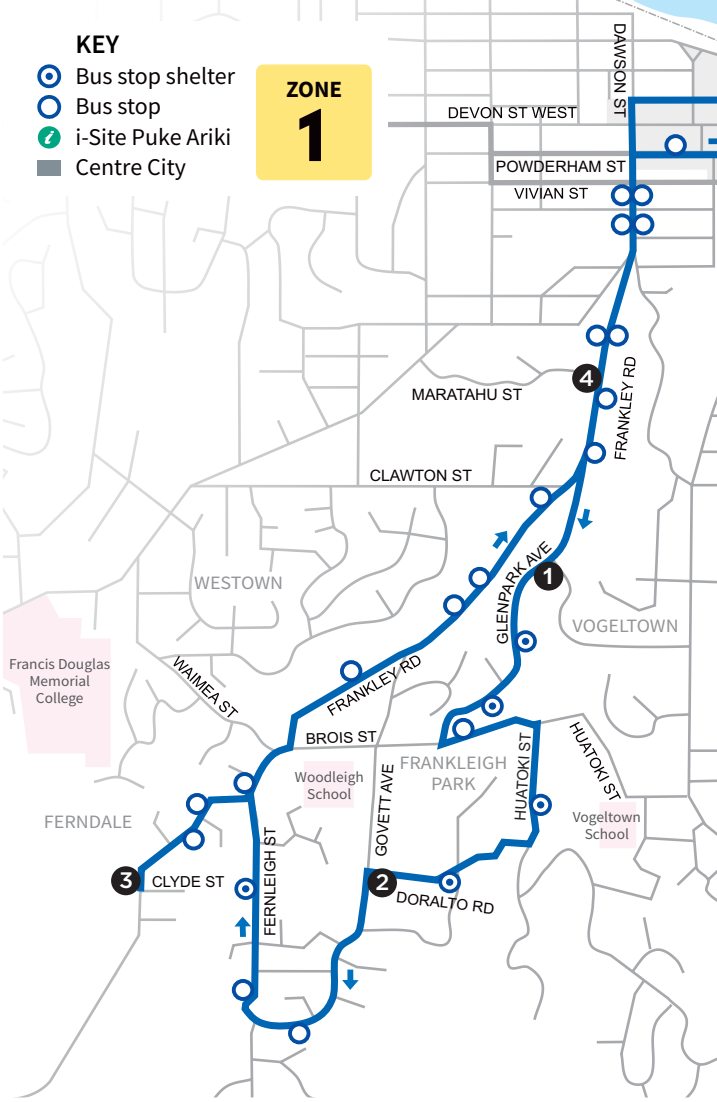 KEY
Bus stop shelter
Bus stop
i
i-Site Puke Ariki
Centre City
ZONE
1
DAWSON ST
DEVON ST WEST
POWDERHAM ST
VIVIAN ST
4
MARATAHU ST
FRANKLEY RD
CLAWTON ST
GLENPARK AVE
1
WESTOWN
VOGELTOWN
Francis Douglas
Memorial
College
WAIMEA ST
FRANKLEY RD
BROIS ST
FRANKLEIGH
PARK
HUATOKI ST
HUATOKI ST
Woodleigh
School
GOVETT AVE
FERNDALE
Vogeltown
School
3
CLYDE ST
FERNLEIGH ST
2
DORALTO RD